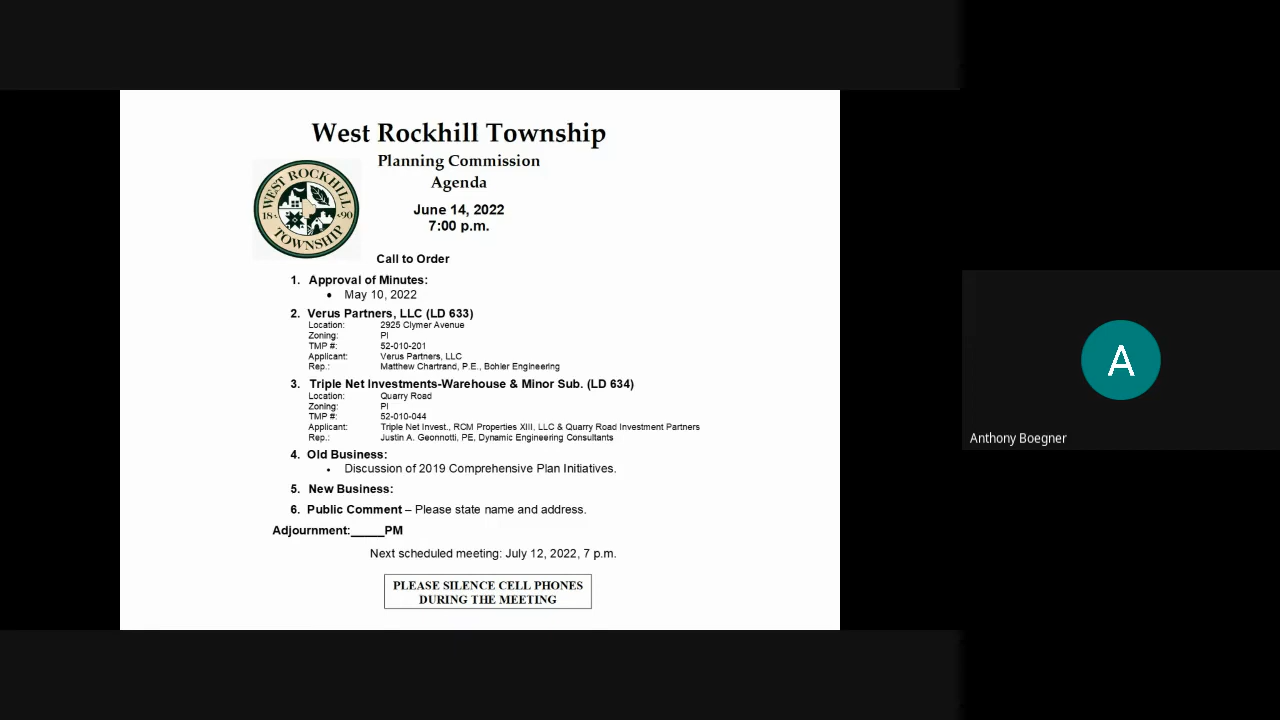 West Rockhill Township
Planning Commission
Agenda
WEST ROCKHILL
18 90
TOWNSHIP
June 14, 2022
7:00 p.m.
Call to Order
1. Approval of Minutes:
• May 10, 2022
2. Verus Partners, LLC (LD 633)
Location: 2925 Clymer Avenue
Zoning: PI
TMP #: 52-010-201
Applicant: Verus Partners, LLC
Rep.: Matthew Chartrand, P.E., Bohler Engineering
3. Triple Net Investments-Warehouse & Minor Sub. (LD 634)
Location: Quarry Road
Zoning: PI
TMP #: 52-010-044
Applicant: Triple Net Invest., RCM Properties XIII, LLC & Quarry Road Investment Partners
Rep.: Justin A. Geonnotti, PE, Dynamic Engineering Consultants
4. Old Business:
• Discussion of 2019 Comprehensive Plan Initiatives.
5. New Business:
6. Public Comment – Please state name and address.
Adjournment:_____PM
Next scheduled meeting: July 12, 2022, 7 p.m.
PLEASE SILENCE CELL PHONES
DURING THE MEETING
A
Anthony Boegner